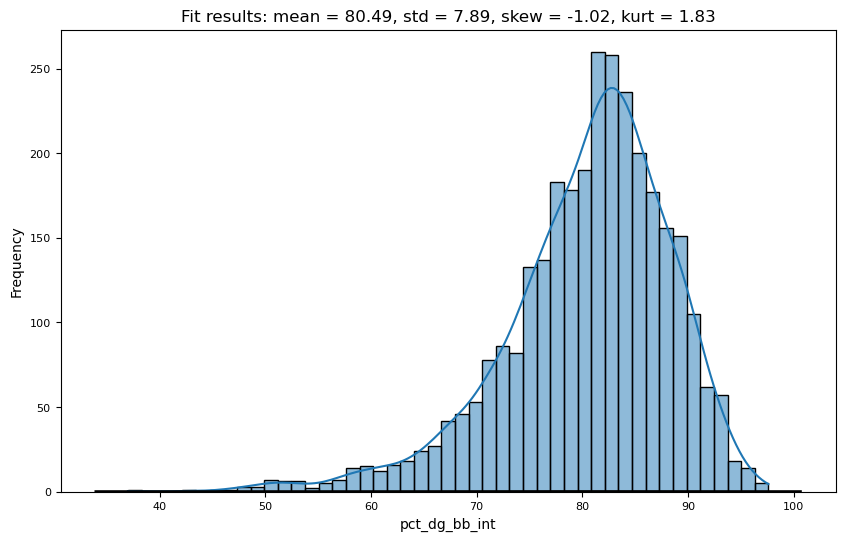 Fit results: mean = 80.49, std = 7.89, skew = -1.02, kurt = 1.83
250
200
150
100
50
0
Frequency
40 50 60 70 80 90 100
pct_dg_bb_int